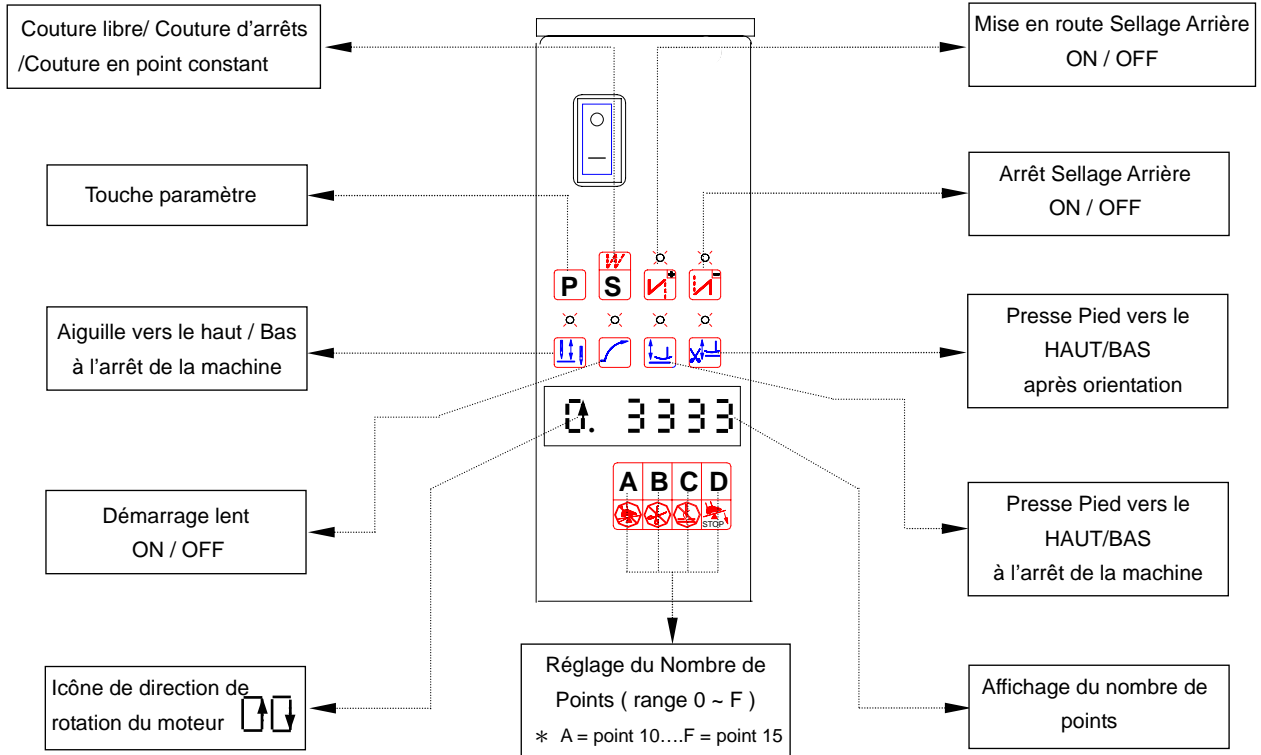 Couture libre/ Couture d'arrêts
/Couture en point constant
Mise en route Sellage Arrière
ON / OFF
Touche paramètre
Arrêt Sellage Arrière
ON / OFF
W
P S
Aiguille vers le haut / Bas
à l'arrêt de la machine
Presse Pied vers le
HAUT/BAS
après orientation
0. 3333
A B C D
STOP
Démarrage lent
ON / OFF
Presse Pied vers le
HAUT/BAS
à l'arrêt de la machine
Icône de direction de
rotation du moteur
Réglage du Nombre de
Points ( range 0 ~ F )
* A = point 10....F = point 15
Affichage du nombre de
points